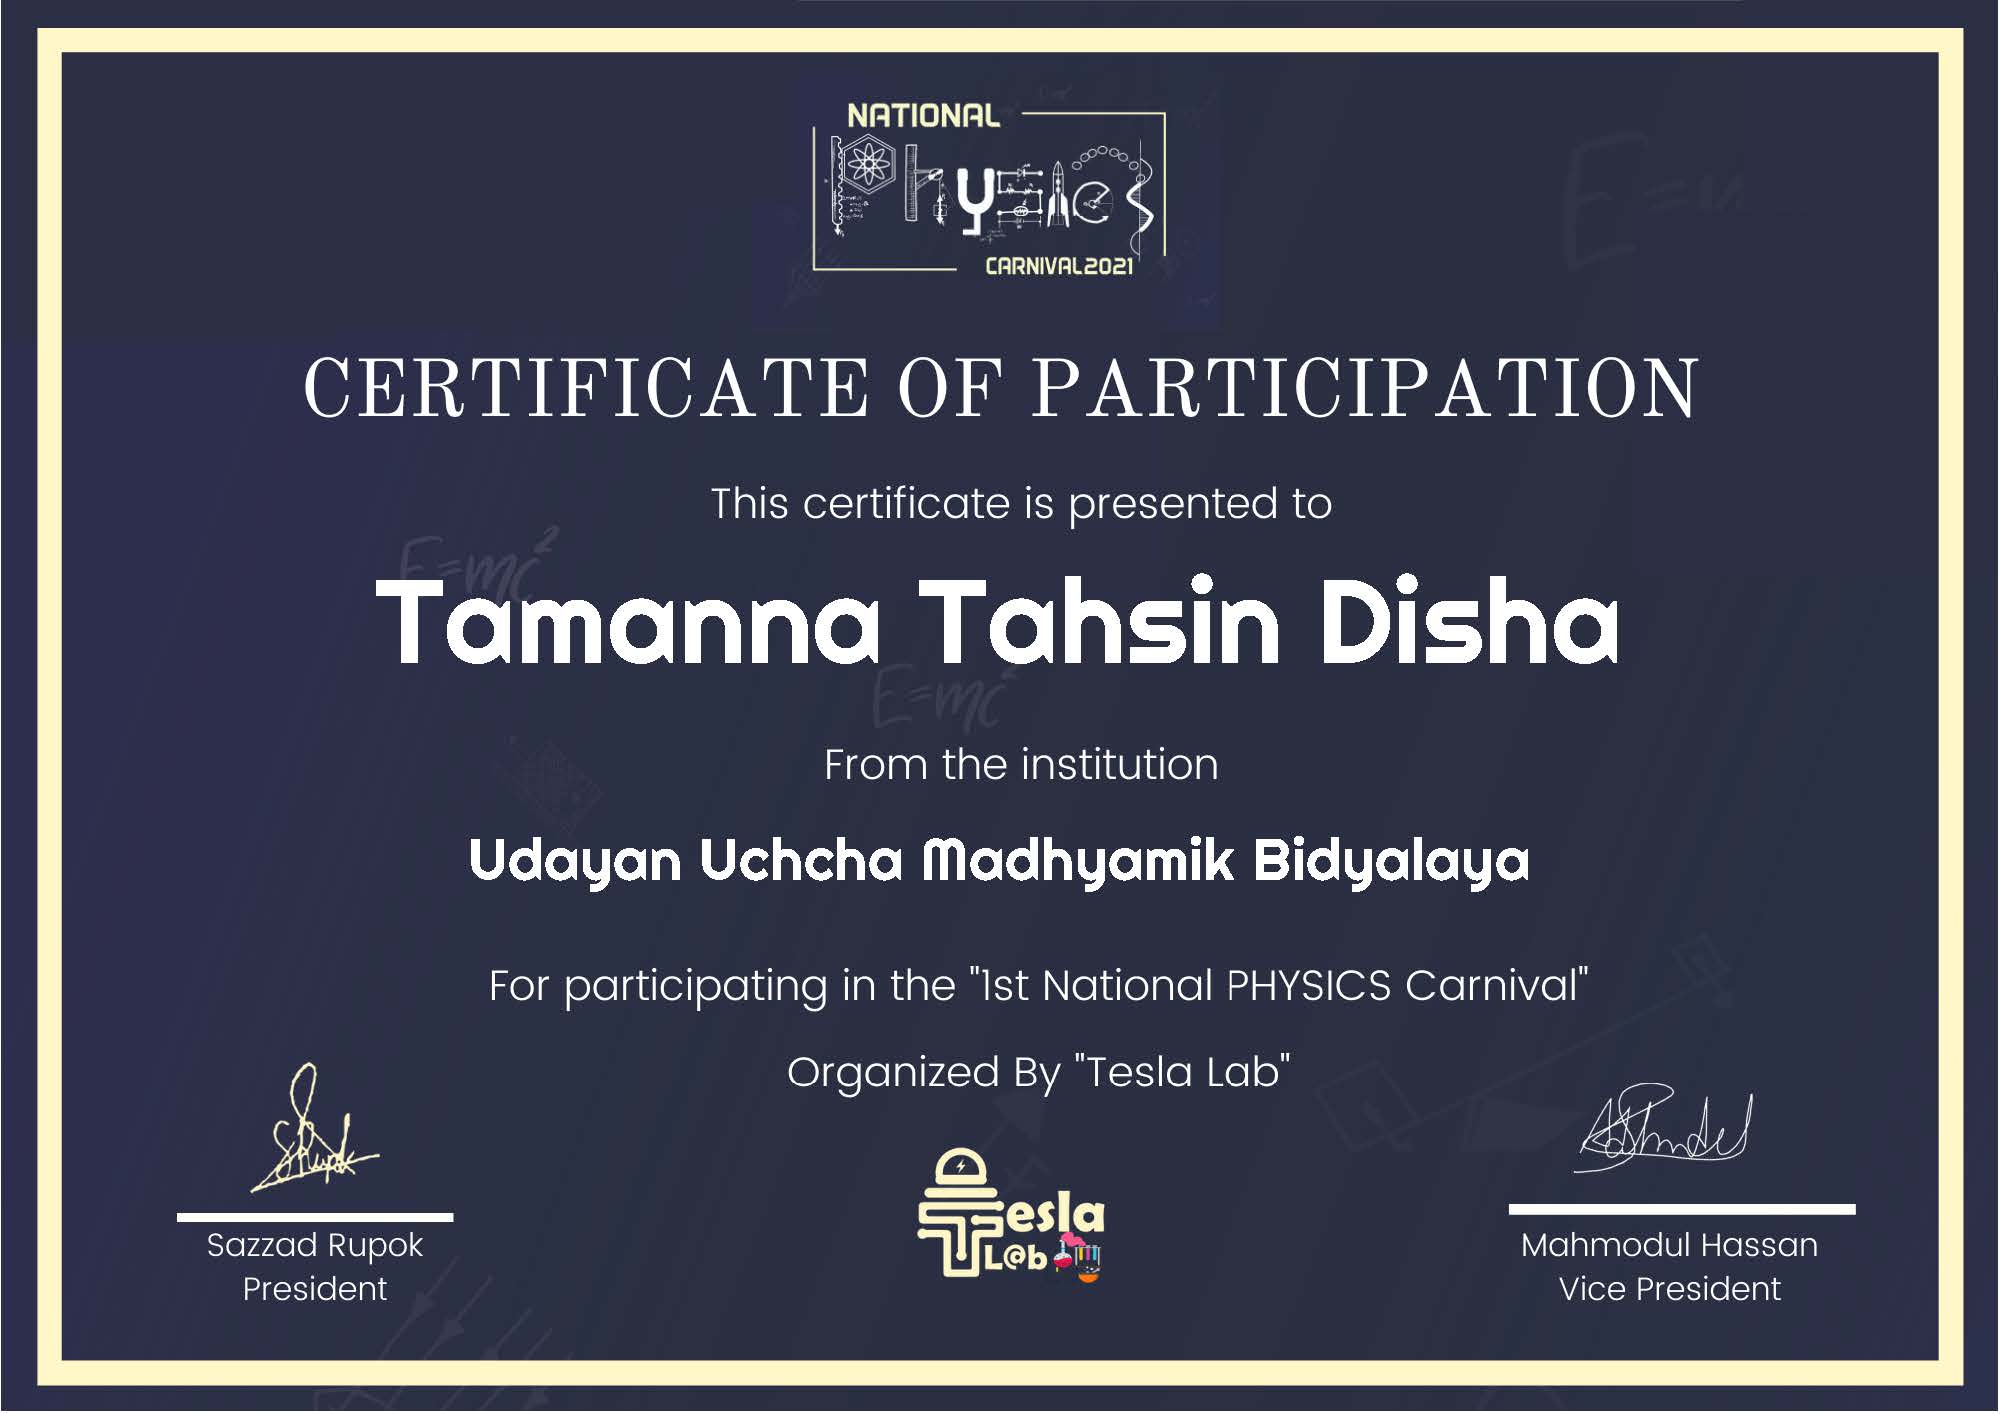 NATIONAL
Physics
CARNIVAL2021
CERTIFICATE OF PARTICIPATION
This certificate is presented to
E=mc²
Tamanna Tahsin Disha
E=mc²
From the institution
Udayan Uchcha Madhyamik Bidyalaya
For participating in the "1st National PHYSICS Carnival"
Organized By "Tesla Lab"
Tesla
L@b
Sazzad Rupok
President
Mahmodul Hassan
Vice President